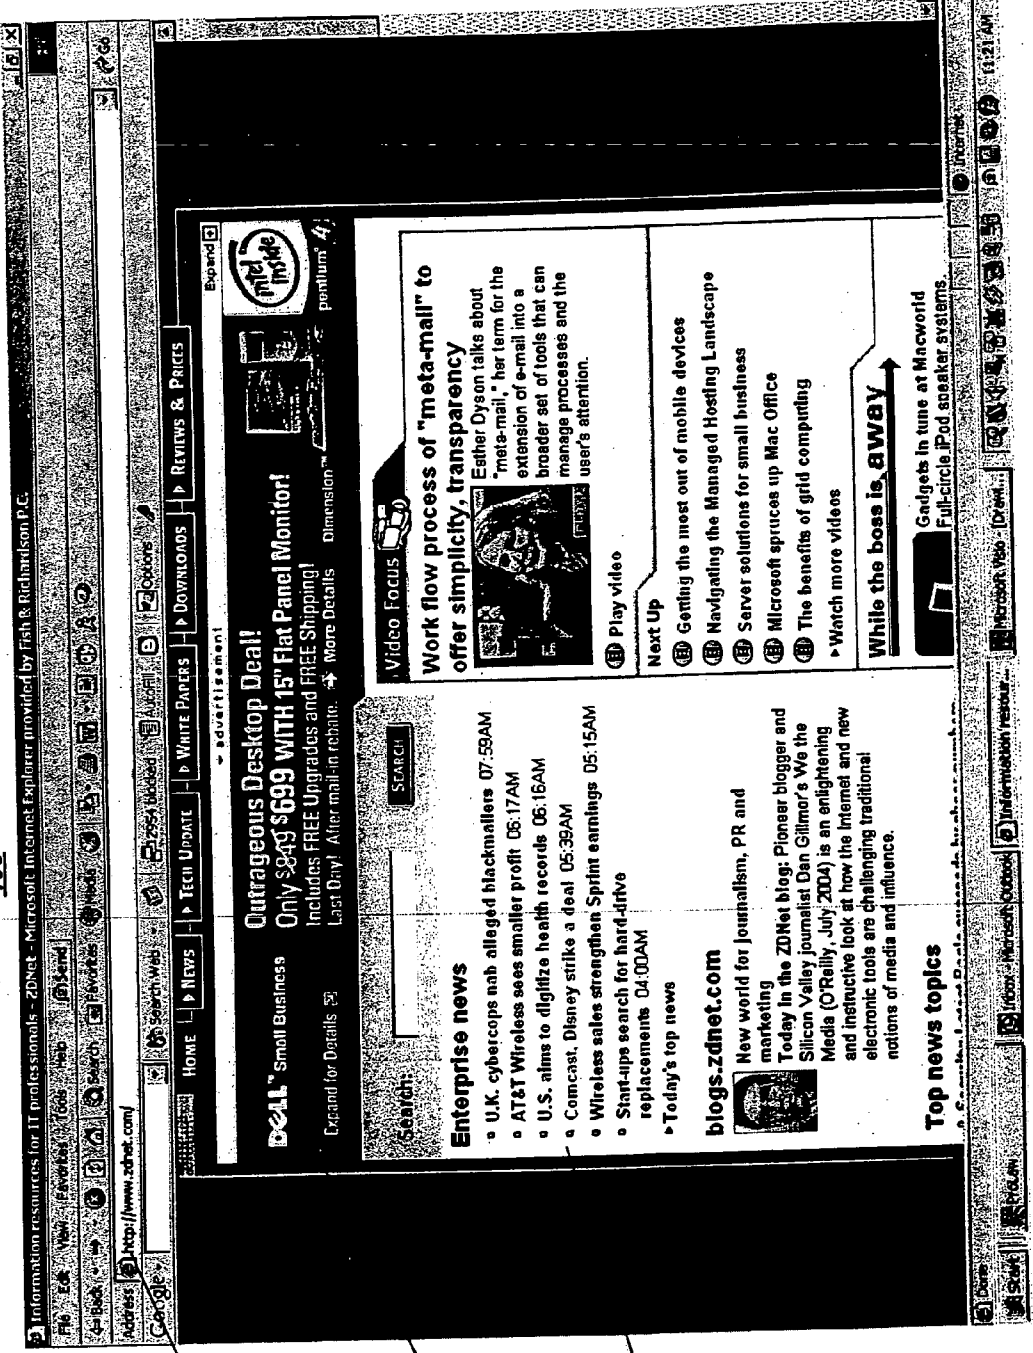 Information resources for IT professionals - ZDNet - Microsoft Internet Explorer provided by Fish & Richardson P.C.
File Edit View Favorites Tools Help Send
Back Search Favorites Media
Address http://www.zdnet.com/ Go
Google Search Web 2954 blocked AutoFill Options
HOME NEWS TECH UPDATE WHITE PAPERS DOWNLOADS REVIEWS & PRICES
advertisement Expand
DELL™ Small Business
Expand for Details
Outrageous Desktop Deal!
Only $849 $699 WITH 15" Flat Panel Monitor!
Includes FREE Upgrades and FREE Shipping!
Last Day! After mail-in rebate. More Details
Dimension™
intel inside
pentium® 4
Search: SEARCH
Enterprise news
U.K. cybercops nab alleged blackmailers 07:59AM
AT&T Wireless sees smaller profit 06:17AM
U.S. aims to digitize health records 06:16AM
Comcast, Disney strike a deal 05:39AM
Wireless sales strengthen Sprint earnings 05:15AM
Start-ups search for hard-drive
replacements 04:00AM
Today's top news
blogs.zdnet.com
New world for journalism, PR and
marketing
Today in the ZDNet blog: Pioneer blogger and
Silicon Valley journalist Dan Gillmor's We the
Media (O'Reilly, July 2004) is an enlightening
and instructive look at how the Internet and new
electronic tools are challenging traditional
notions of media and influence.
Top news topics
Video Focus
Work flow process of "meta-mail" to
offer simplicity, transparency
Esther Dyson talks about
"meta-mail," her term for the
extension of e-mail into a
broader set of tools that can
manage processes and the
user's attention.
Play video
Next Up
Getting the most out of mobile devices
Navigating the Managed Hosting Landscape
Server solutions for small business
Microsoft spruces up Mac Office
The benefits of grid computing
Watch more videos
While the boss is away
Gadgets in tune at Macworld
Full-circle iPod speaker systems.
Done Internet
Start Inbox - Microsoft Outlook Information resour... Microsoft Visio - [Drawi... 11:21 AM